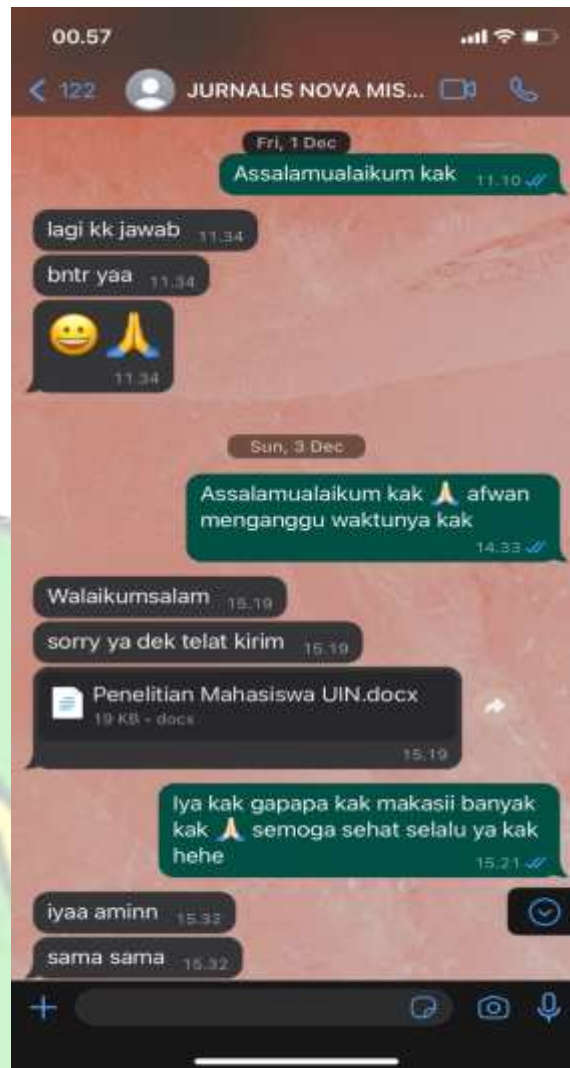 00.57
122 JURNALIS NOVA MIS...
Fri, 1 Dec
Assalamualaikum kak 11.10
lagi kk jawab 11.34
bntr yaa 11.34
😀🙏
11.34
Sun, 3 Dec
Assalamualaikum kak 🙏 afwan
menganggu waktunya kak
14.33
Walaikumsalam 15.19
sorry ya dek telat kirim 15.19
Penelitian Mahasiswa UIN.docx
19 KB - docx
15.19
Iya kak gapapa kak makasii banyak
kak 🙏 semoga sehat selalu ya kak
hehe
15.21
iyaa aminn 15.32
sama sama 15.32